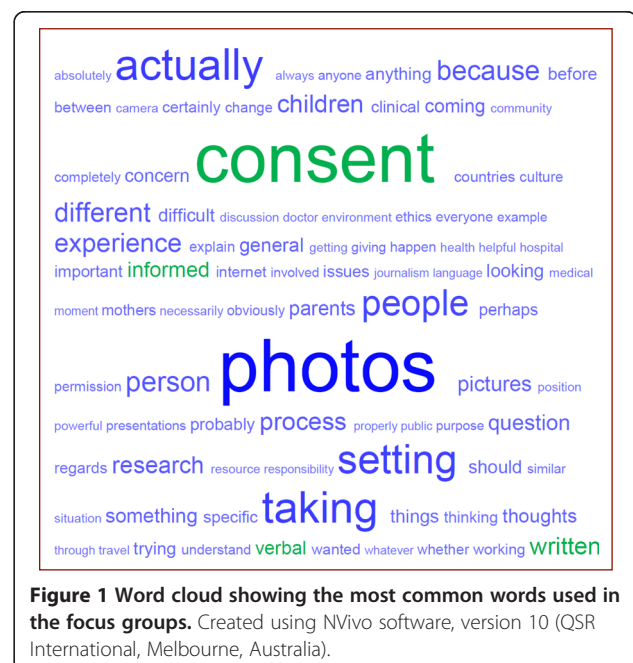 absolutely actually always anyone anything because before
between camera certainly change children clinical coming community
completely concern consent countries culture
different difficult discussion doctor environment ethics everyone example
experience explain general getting giving happen health helpful hospital
important informed internet involved issues journalism language looking medical
moment mothers necessarily obviously parents people perhaps
permission person photos pictures position
powerful presentations probably process properly public purpose question
regards research resource responsibility setting should similar
situation something specific taking things thinking thoughts
through travel trying understand verbal wanted whatever whether working written
Figure 1 Word cloud showing the most common words used in
the focus groups. Created using NVivo software, version 10 (QSR
International, Melbourne, Australia).